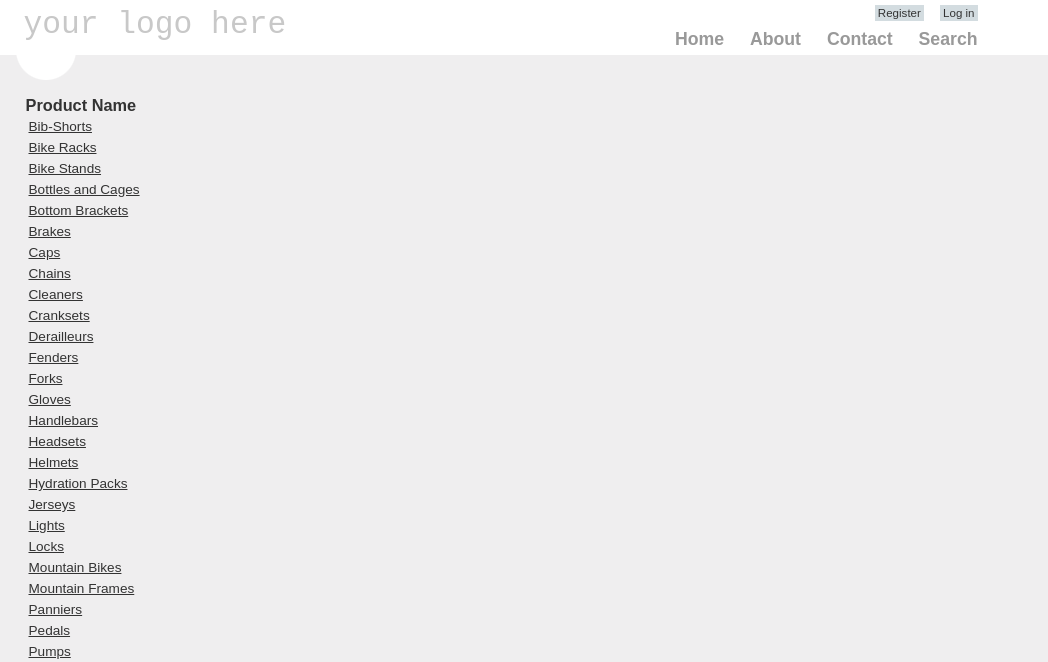 your logo here
Register Log in
Home About Contact Search
Product Name
Bib-Shorts
Bike Racks
Bike Stands
Bottles and Cages
Bottom Brackets
Brakes
Caps
Chains
Cleaners
Cranksets
Derailleurs
Fenders
Forks
Gloves
Handlebars
Headsets
Helmets
Hydration Packs
Jerseys
Lights
Locks
Mountain Bikes
Mountain Frames
Panniers
Pedals
Pumps